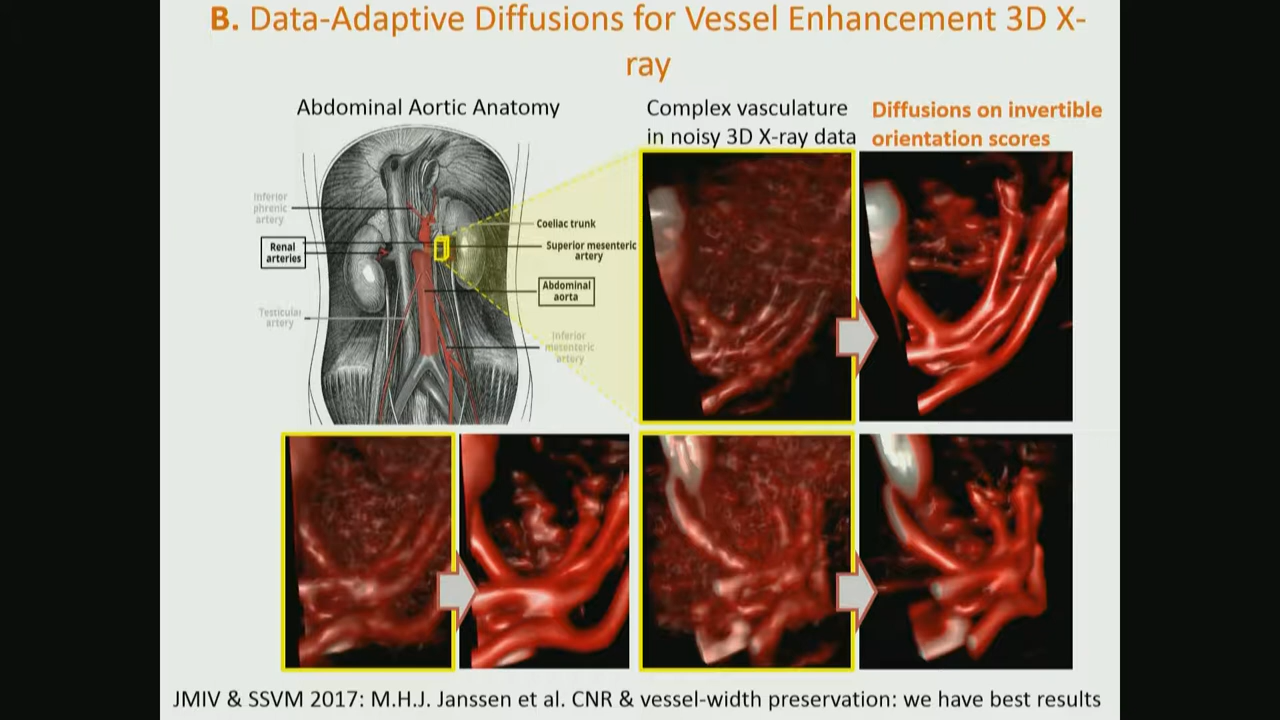 B. Data-Adaptive Diffusions for Vessel Enhancement 3D X-
ray
Abdominal Aortic Anatomy
Complex vasculature
in noisy 3D X-ray data
Diffusions on invertible
orientation scores
Inferior
phrenic
artery
Renal
arteries
Testicular
artery
Coeliac trunk
Superior mesenteric
artery
Abdominal
aorta
Inferior
mesenteric
artery
JMIV & SSVM 2017: M.H.J. Janssen et al. CNR & vessel-width preservation: we have best results